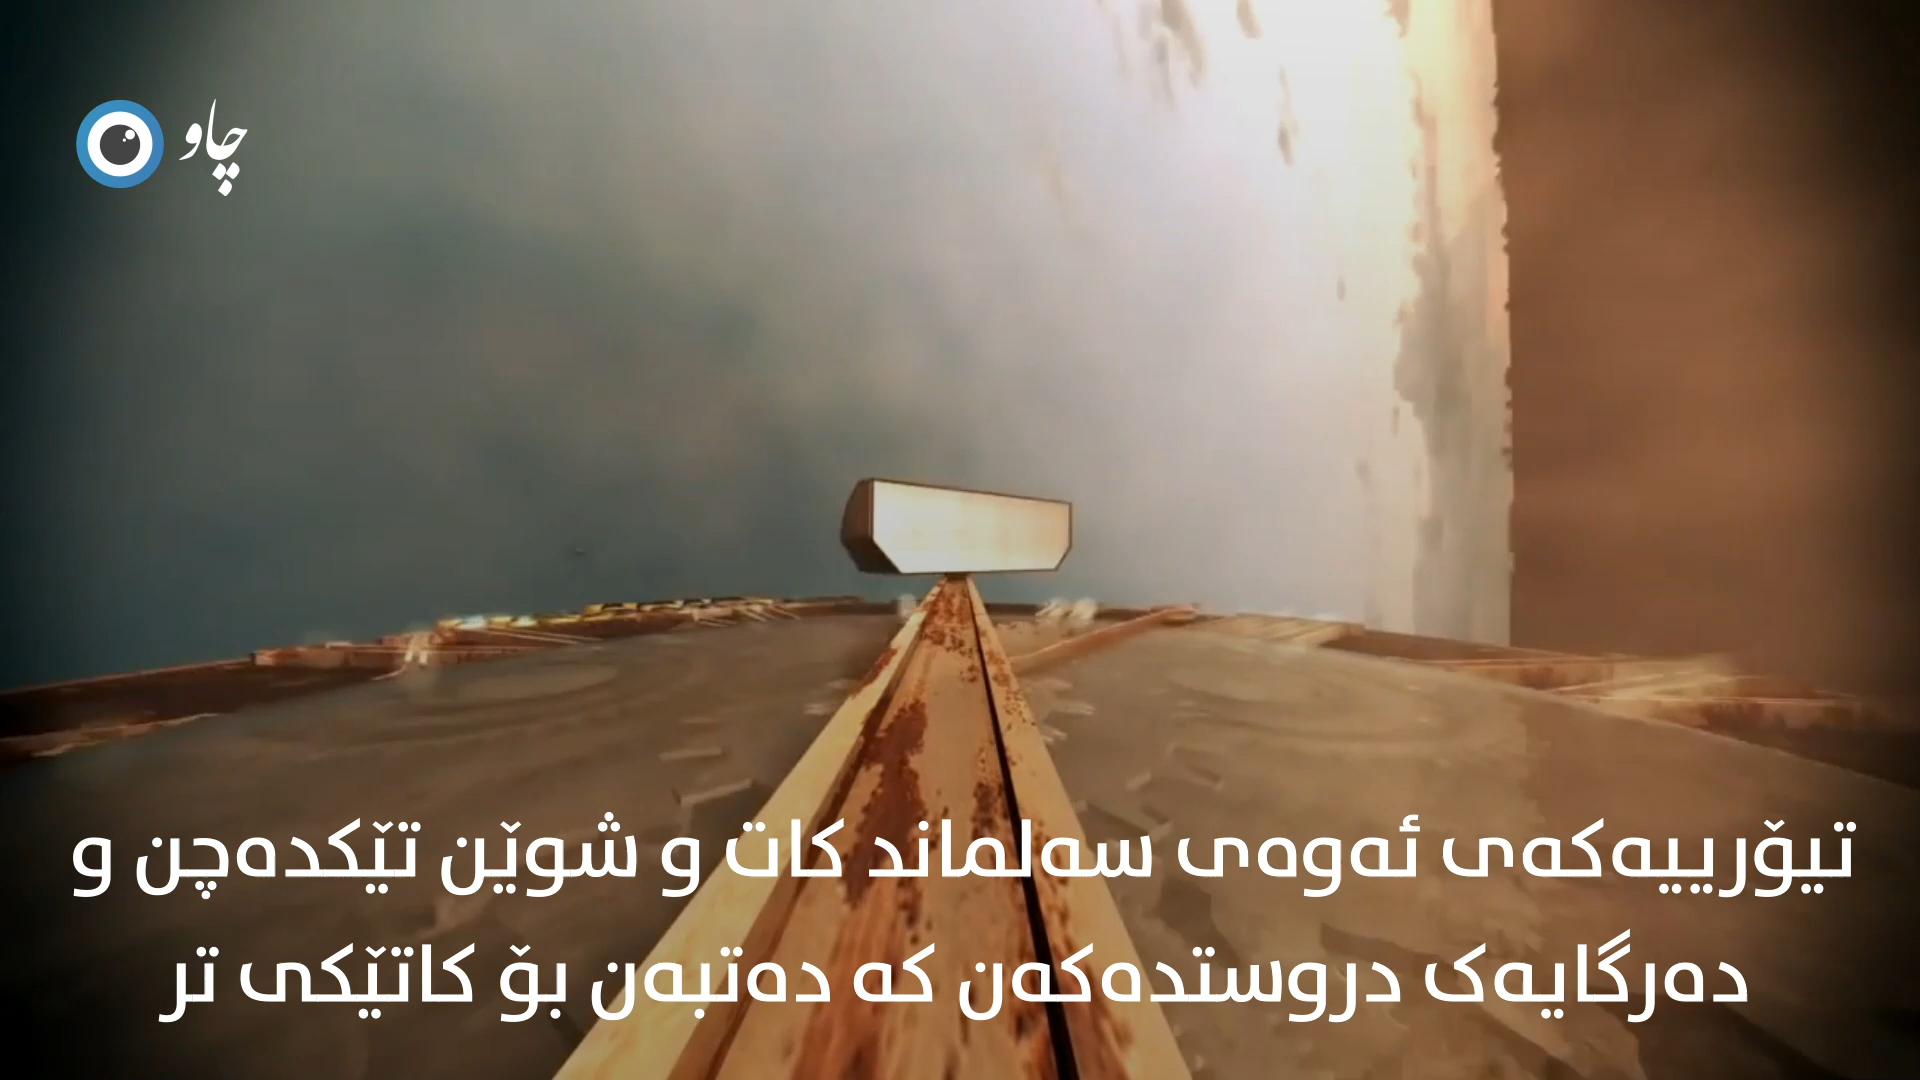 چاو
تیۆرییەکەی ئەوەی سەلماند کات و شوێن تێکدەچن و
دەرگایەک دروستدەکەن کە دەتبەن بۆ کاتێکی تر